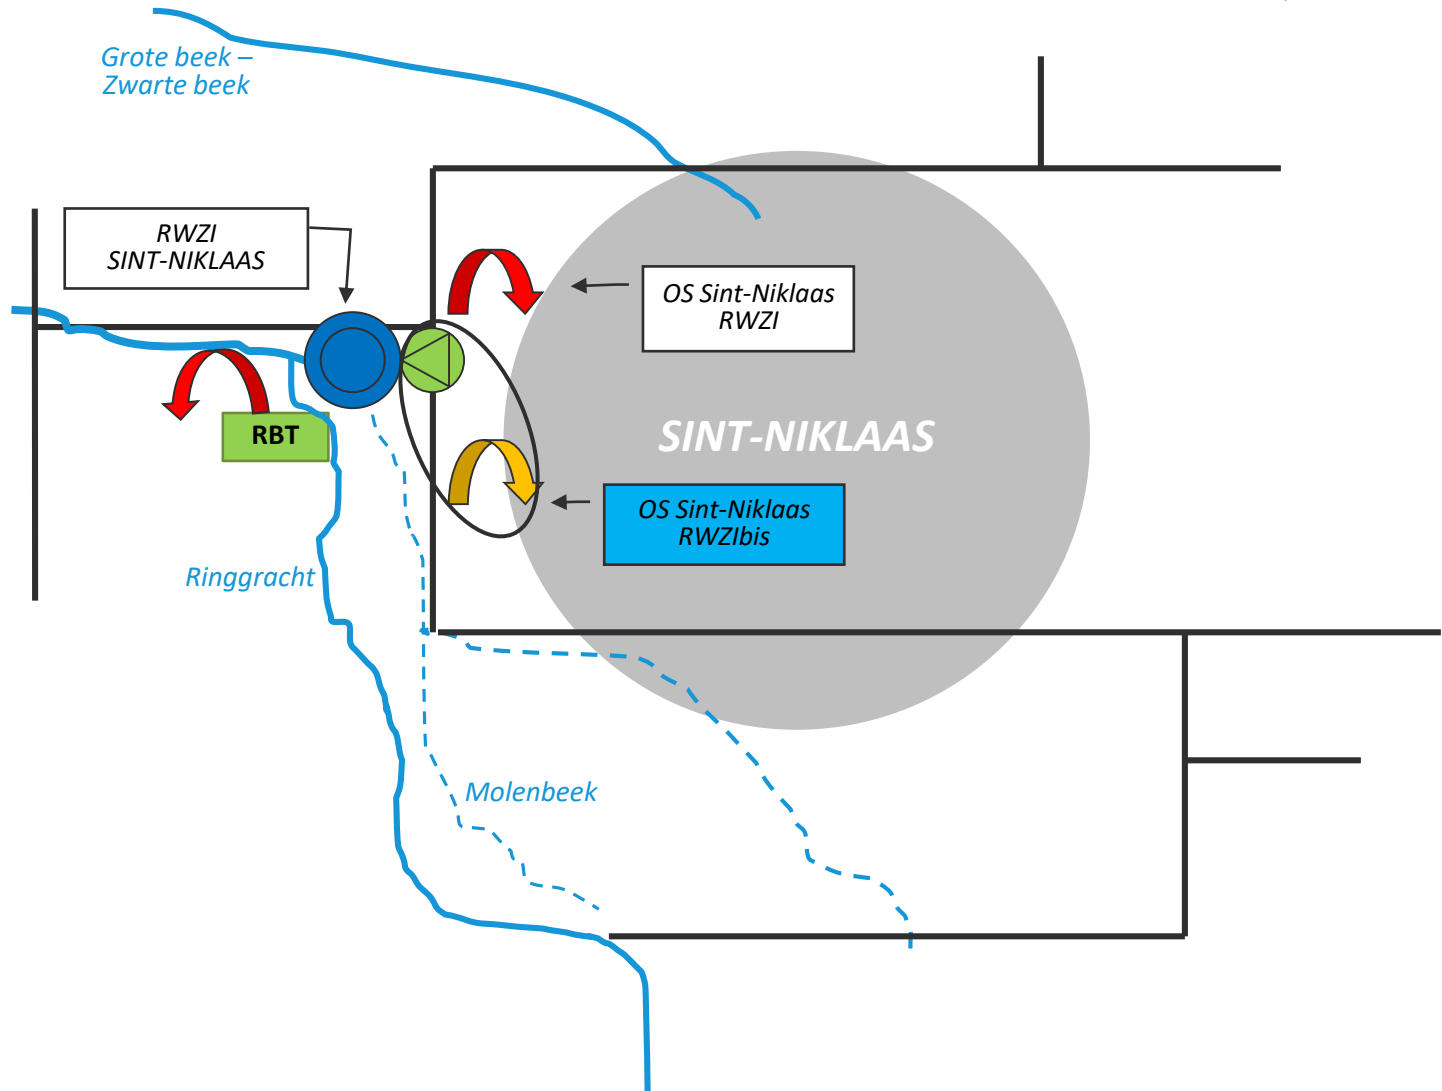 Grote beek –
Zwarte beek
RWZI
SINT-NIKLAAS
OS Sint-Niklaas
RWZI
RBT
SINT-NIKLAAS
OS Sint-Niklaas
RWZIbis
Ringgracht
Molenbeek